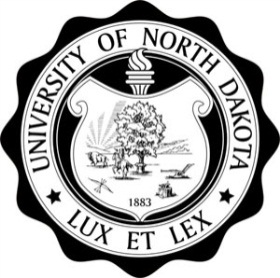 UNIVERSITY OF NORTH DAKOTA
1883
LUX ET LEX